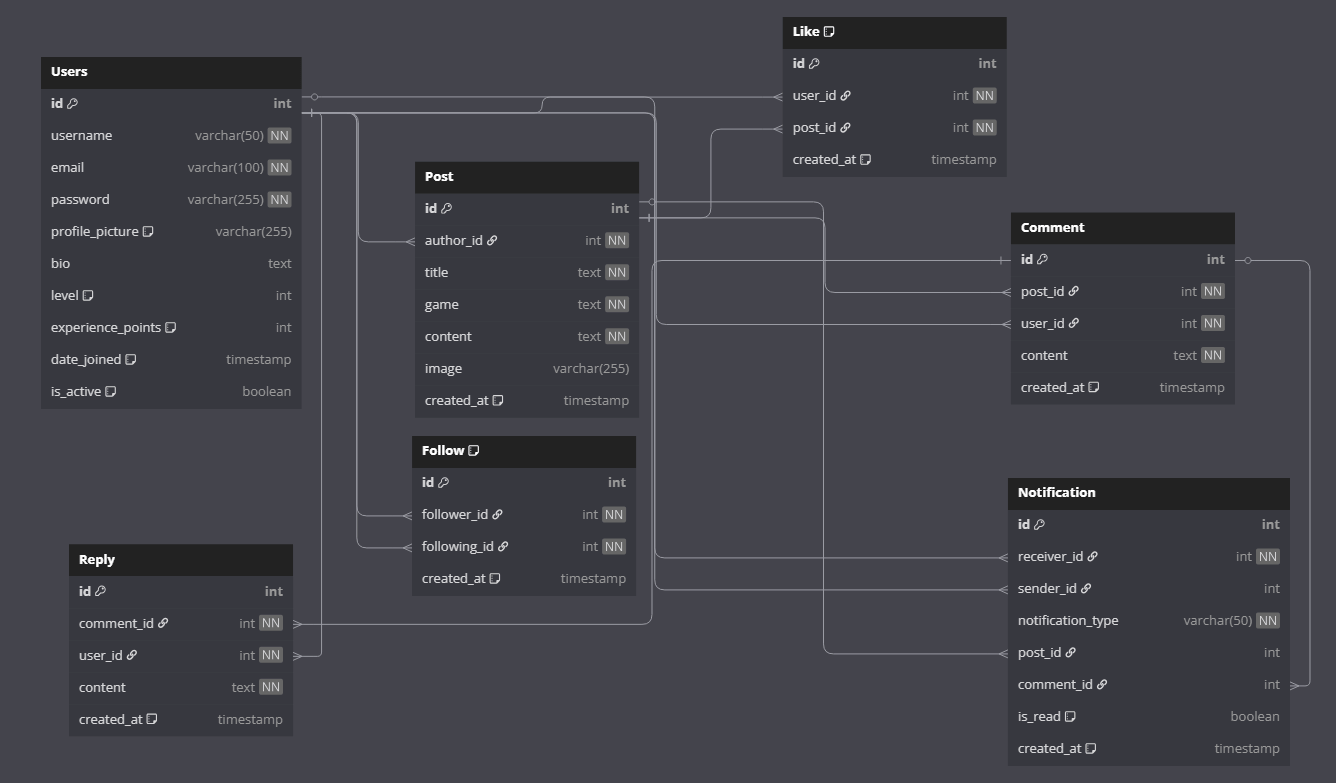 Users
id int
username varchar(50) NN
email varchar(100) NN
password varchar(255) NN
profile_picture varchar(255)
bio text
level int
experience_points int
date_joined timestamp
is_active boolean
Like
id int
user_id int NN
post_id int NN
created_at timestamp
Post
id int
author_id int NN
title text NN
game text NN
content text NN
image varchar(255)
created_at timestamp
Comment
id int
post_id int NN
user_id int NN
content text NN
created_at timestamp
Follow
id int
follower_id int NN
following_id int NN
created_at timestamp
Notification
id int
receiver_id int NN
sender_id int
notification_type varchar(50) NN
post_id int
comment_id int
is_read boolean
created_at timestamp
Reply
id int
comment_id int NN
user_id int NN
content text NN
created_at timestamp